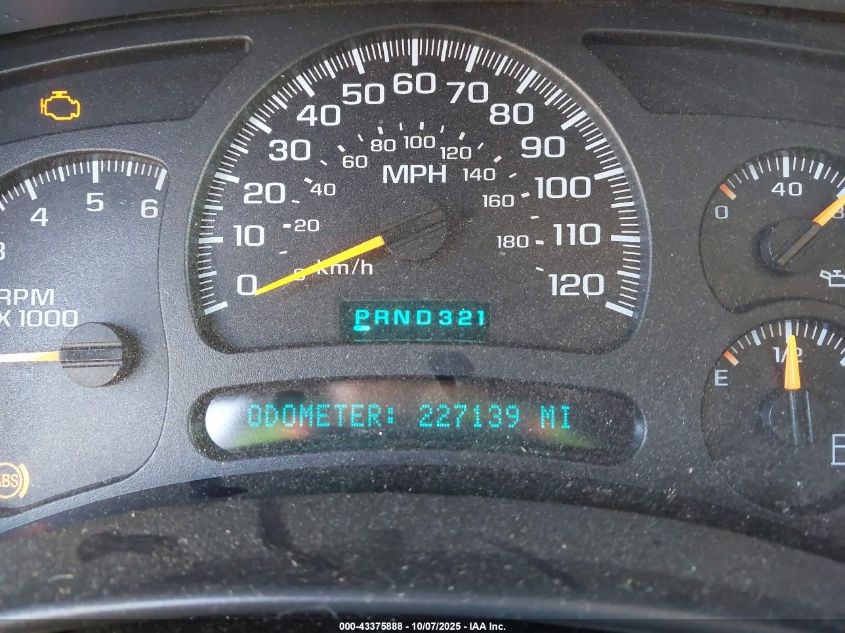 60
50 70
40 80
30 90
20 100
10 110
0 120
MPH
80 100 120
60 140
40 160
20 180
0 km/h
3 4 5 6
RPM
X 1000
PRND321
ODOMETER: 227139 MI
ABS
0 40
E 1/2
000-43375888 - 10/07/2025 - IAA Inc.